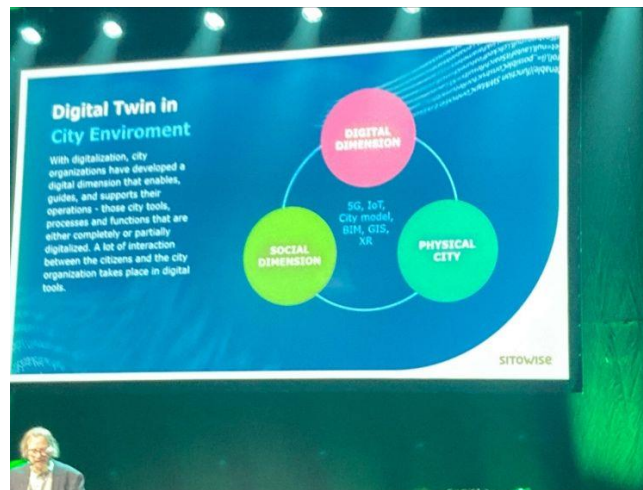 Digital Twin in
City Enviroment
With digitalization, city
organizations have developed a
digital dimension that enables,
guides, and supports their
operations - those city tools,
processes and functions that are
either completely or partially
digitalized. A lot of interaction
between the citizens and the city
organization takes place in digital
tools.
DIGITAL
DIMENSION
5G, IoT,
City model,
BIM, GIS,
XR
SOCIAL
DIMENSION
PHYSICAL
CITY
SITOWISE